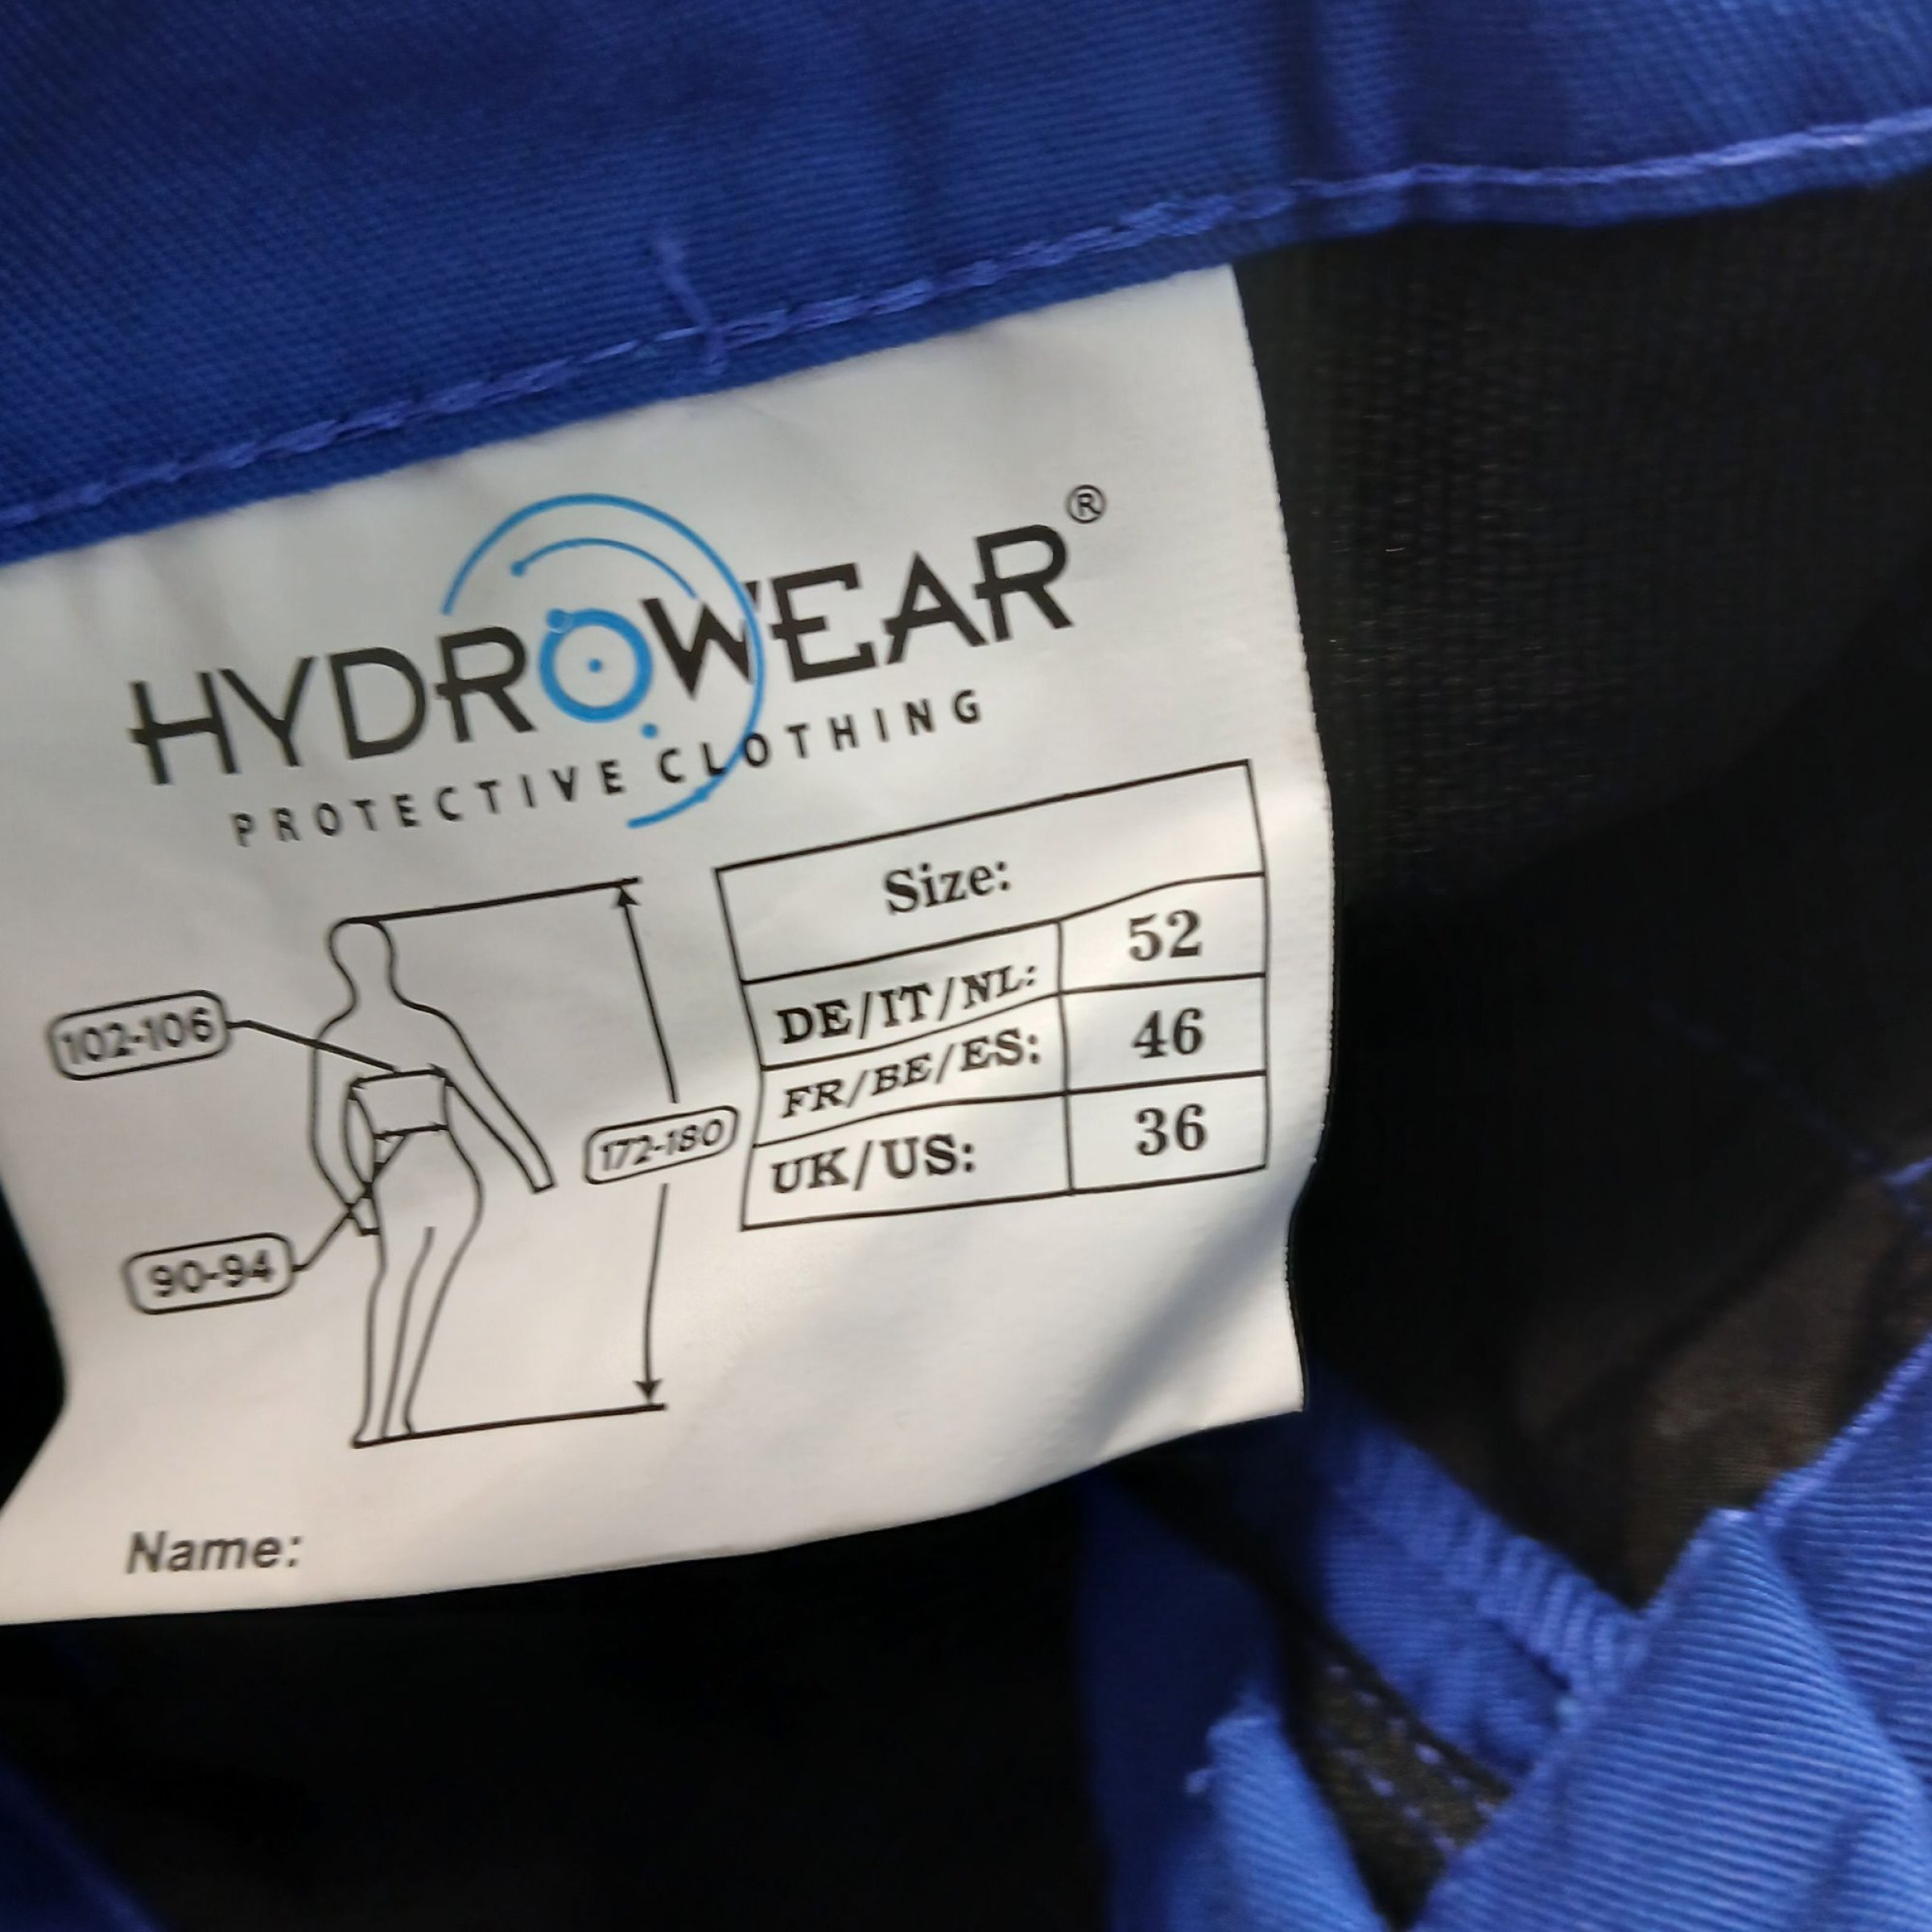 HYDROWEAR®
PROTECTIVE CLOTHING
Size:
DE/IT/NL: 52
FR/BE/ES: 46
UK/US: 36
102-106
172-180
90-94
Name: